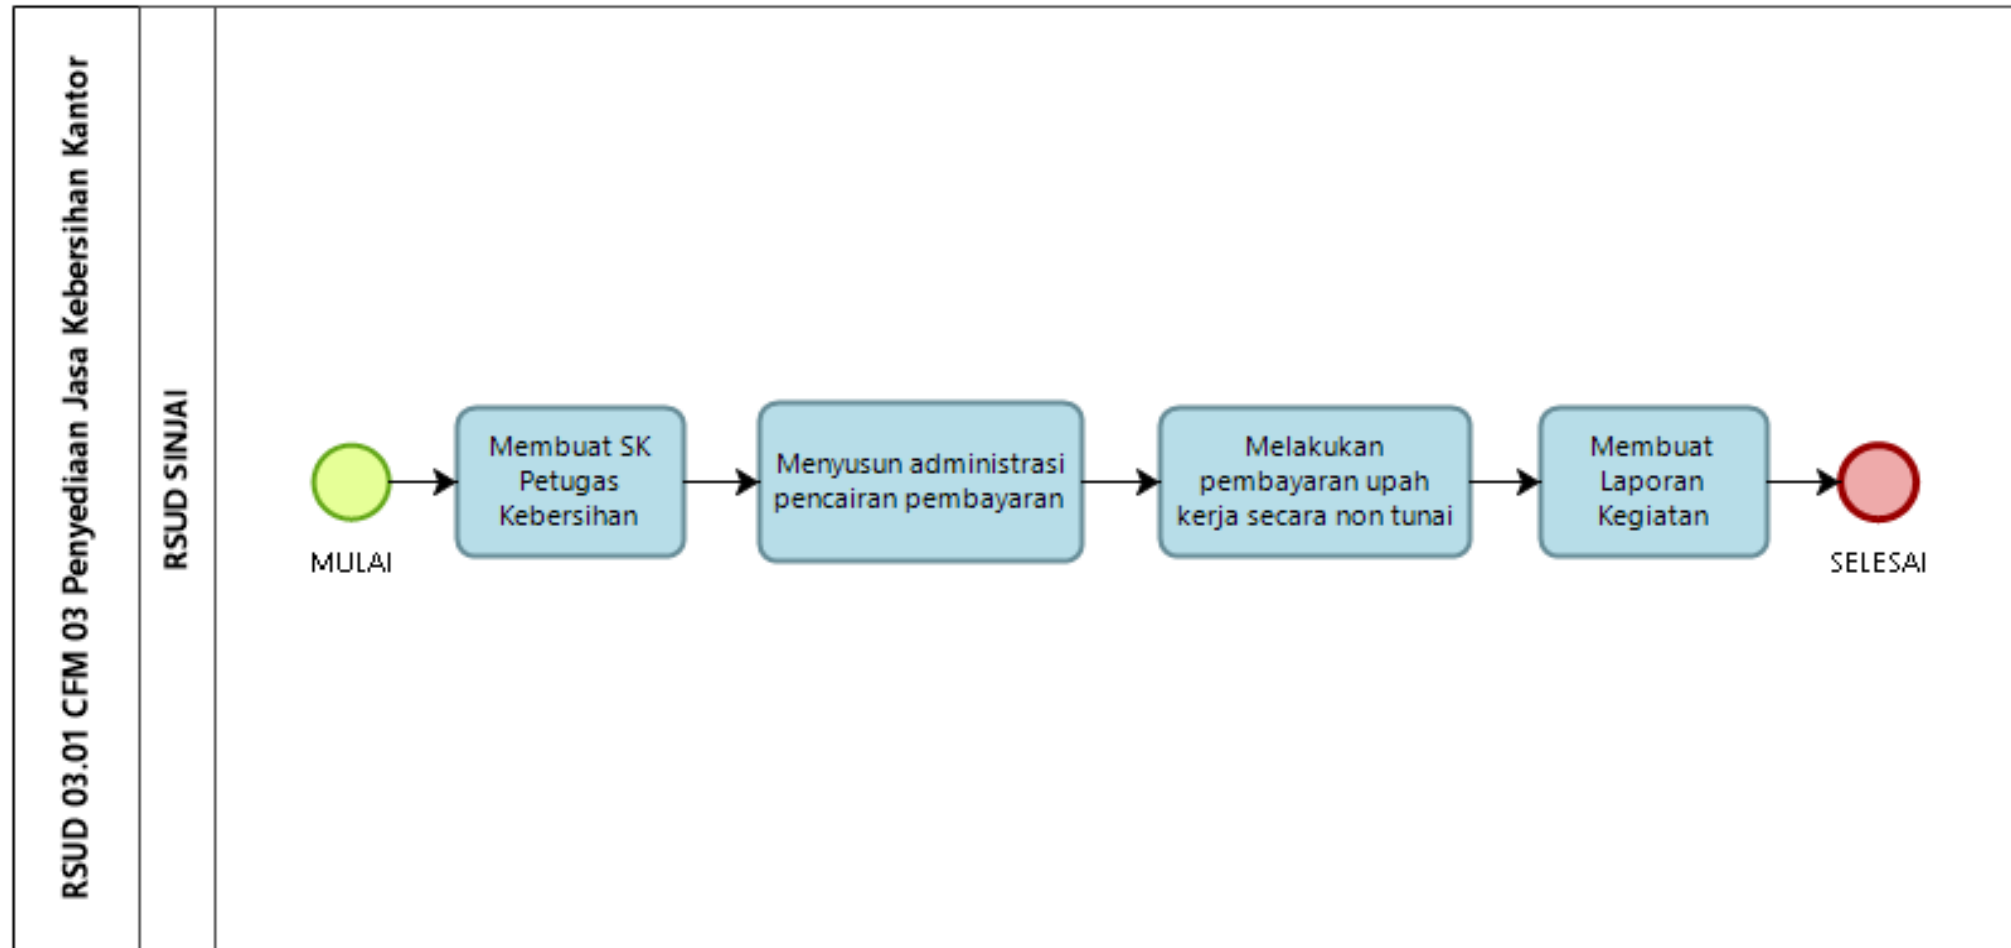 RSUD 03.01 CFM 03 Penyediaan Jasa Kebersihan Kantor
RSUD SINJAI
MULAI
Membuat SK
Petugas
Kebersihan
Menyusun administrasi
pencairan pembayaran
Melakukan
pembayaran upah
kerja secara non tunai
Membuat
Laporan
Kegiatan
SELESAI